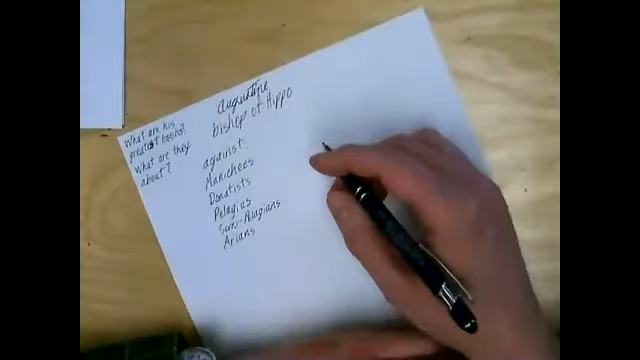 Augustine
bishop of Hippo
What are his
greatest books?
What are they
about?
against:
Manichees
Donatists
Pelagius
Semi-Pelagians
Arians